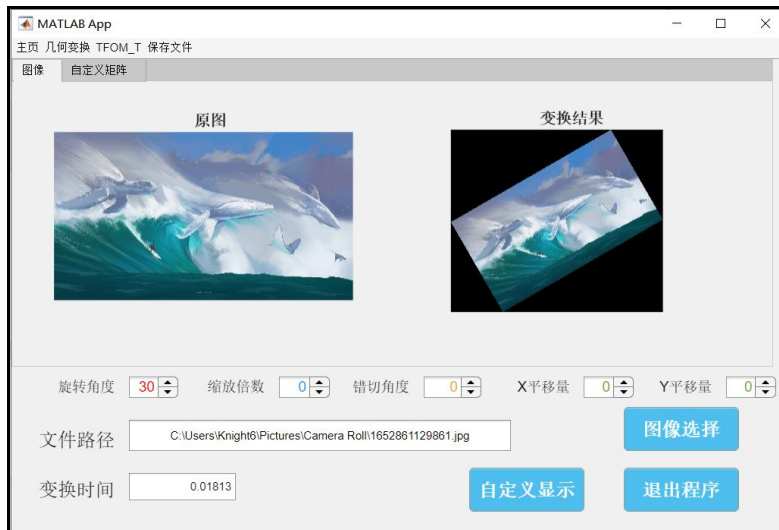 MATLAB App
主页 几何变换 TFOM_T 保存文件
图像 自定义矩阵
原图 变换结果
旋转角度 30 缩放倍数 0 错切角度 0 X平移量 0 Y平移量 0
文件路径 C:\Users\Knight6\Pictures\Camera Roll\1652861129861.jpg 图像选择
变换时间 0.01813 自定义显示 退出程序